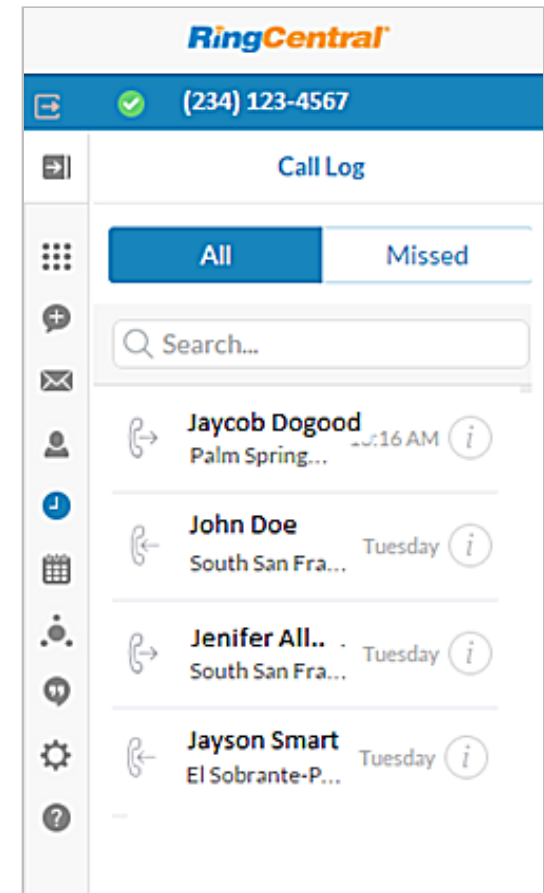 RingCentral
(234) 123-4567
Call Log
All Missed
Search...
Jaycob Dogood
AM
Palm Spring...
John Doe
Tuesday
South San Fra...
Jenifer All..
Tuesday
South San Fra...
Jayson Smart
Tuesday
El Sobrante-P...